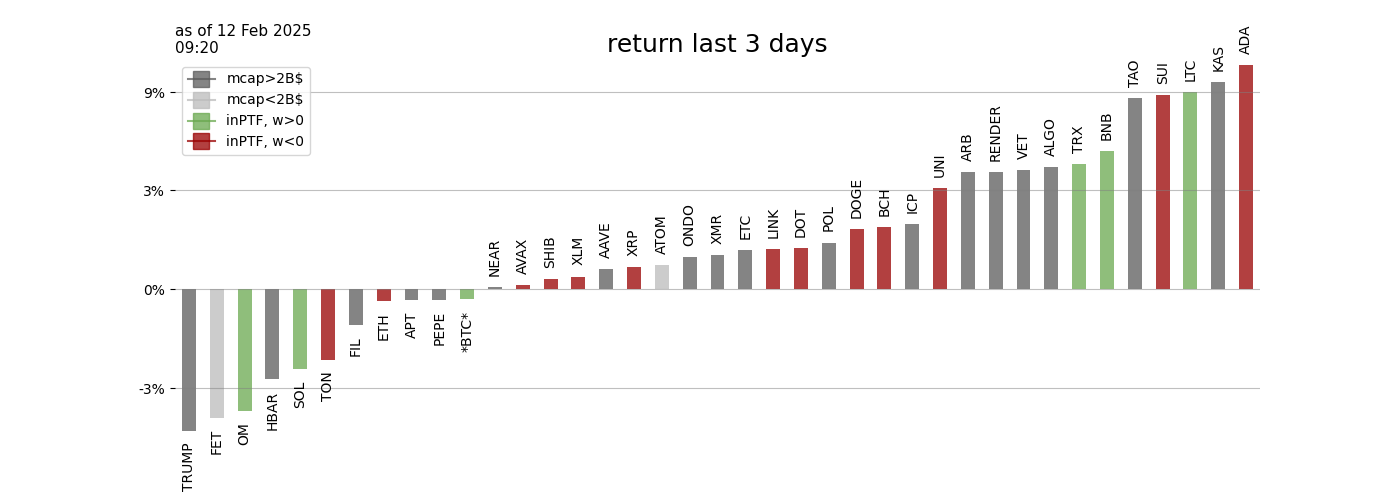 as of 12 Feb 2025
09:20
return last 3 days
mcap>2B$
mcap<2B$
inPTF, w>0
inPTF, w<0
9%
3%
0%
-3%
TRUMP
FET
OM
HBAR
SOL
TON
FIL
ETH
APT
PEPE
*BTC*
NEAR
AVAX
SHIB
XLM
AAVE
XRP
ATOM
ONDO
XMR
ETC
LINK
DOT
POL
DOGE
BCH
ICP
UNI
ARB
RENDER
VET
ALGO
TRX
BNB
TAO
SUI
LTC
KAS
ADA